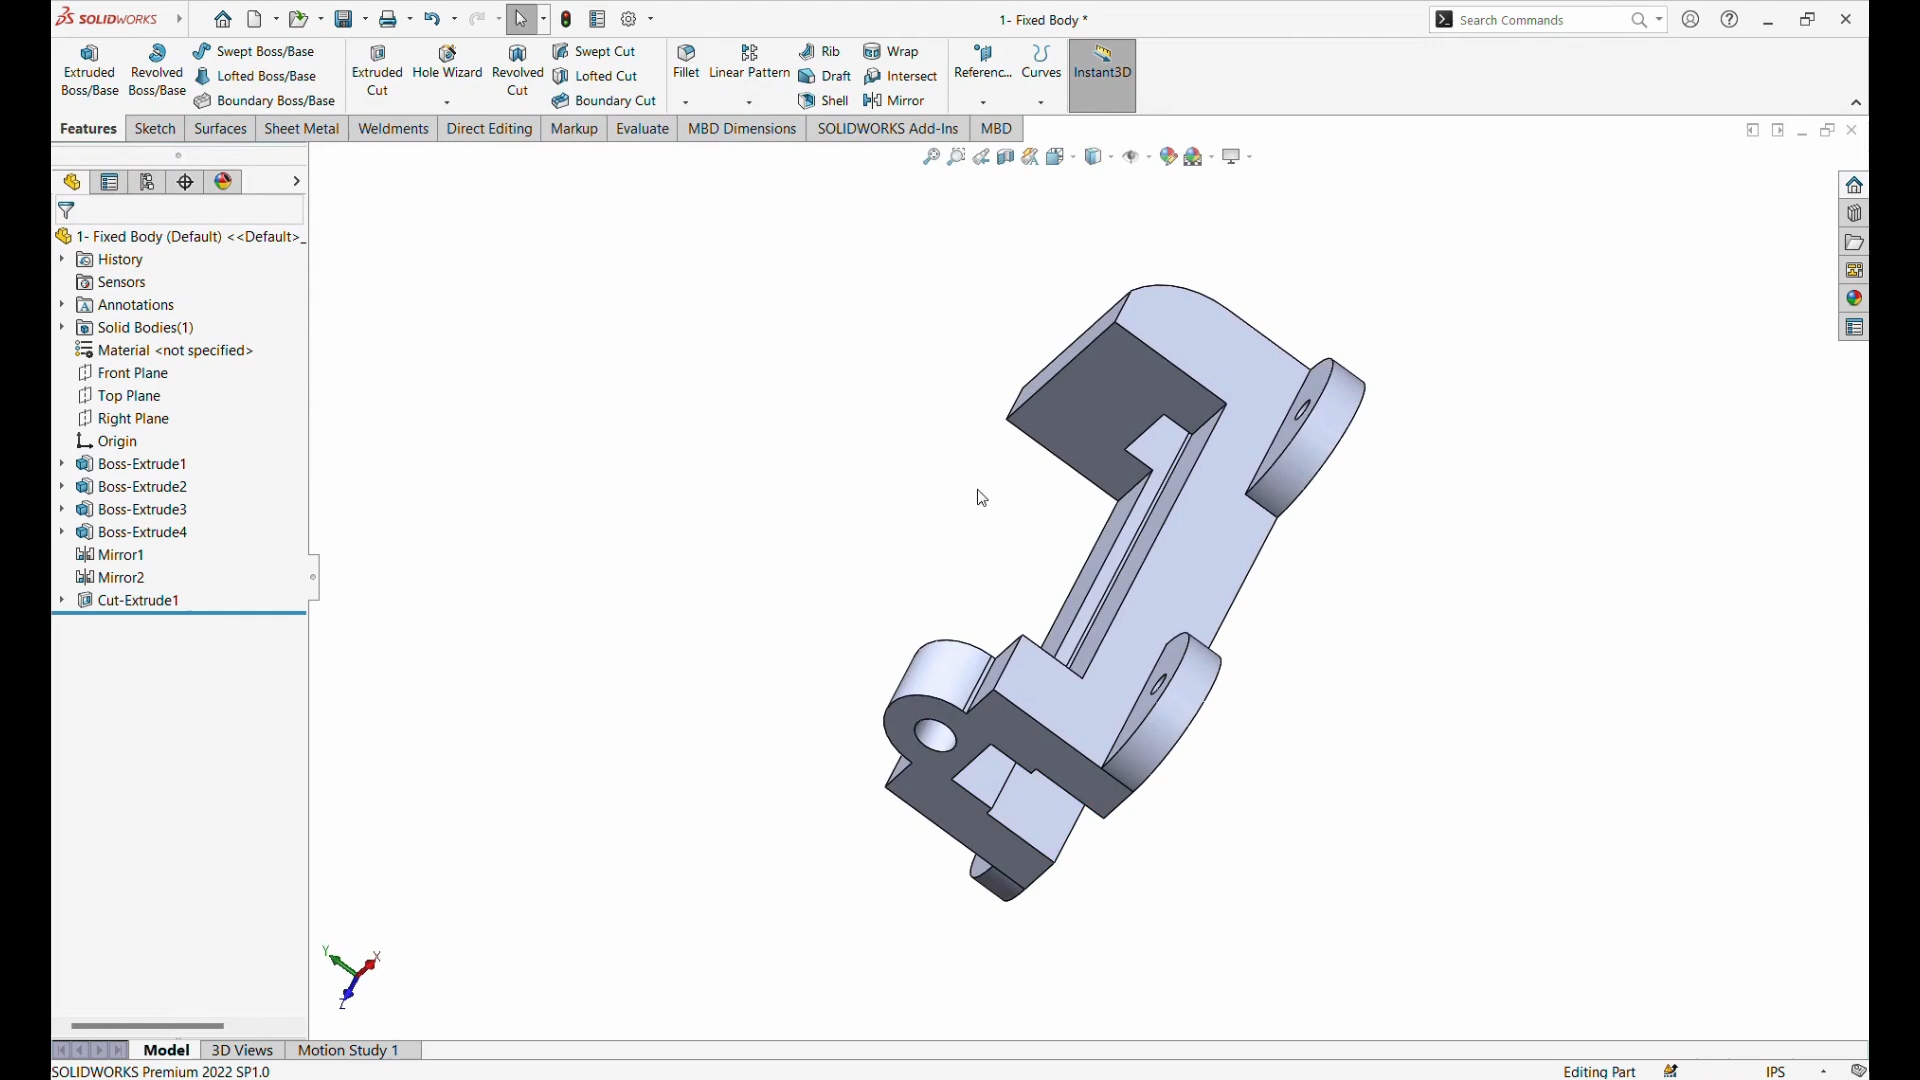 SOLIDWORKS
1- Fixed Body *
Search Commands
Extruded Boss/Base
Revolved Boss/Base
Swept Boss/Base
Lofted Boss/Base
Boundary Boss/Base
Extruded Cut
Hole Wizard
Revolved Cut
Swept Cut
Lofted Cut
Boundary Cut
Fillet
Linear Pattern
Rib
Draft
Shell
Wrap
Intersect
Mirror
Referenc...
Curves
Instant3D
Features
Sketch
Surfaces
Sheet Metal
Weldments
Direct Editing
Markup
Evaluate
MBD Dimensions
SOLIDWORKS Add-Ins
MBD
1- Fixed Body (Default) <<Default>_
History
Sensors
Annotations
Solid Bodies(1)
Material <not specified>
Front Plane
Top Plane
Right Plane
Origin
Boss-Extrude1
Boss-Extrude2
Boss-Extrude3
Boss-Extrude4
Mirror1
Mirror2
Cut-Extrude1
Y
X
Z
Model
3D Views
Motion Study 1
SOLIDWORKS Premium 2022 SP1.0
Editing Part
IPS